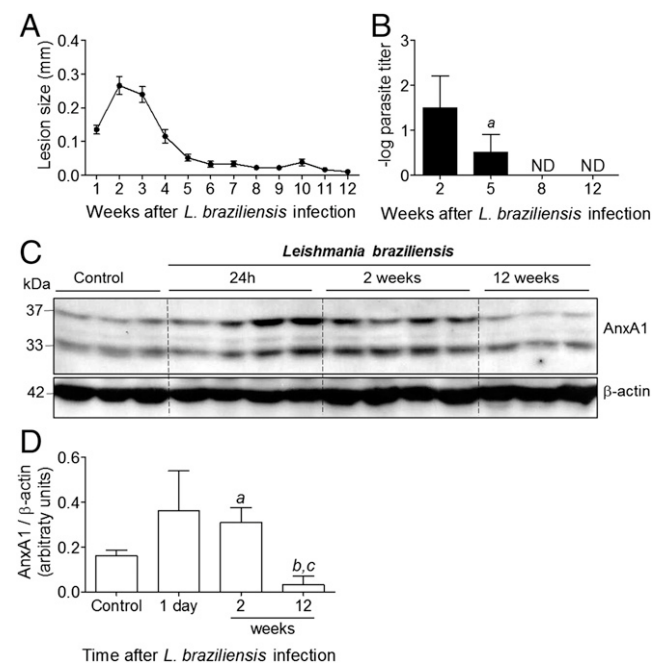 A
Lesion size (mm)
0.4
0.3
0.2
0.1
0.0
1 2 3 4 5 6 7 8 9 10 11 12
Weeks after L. braziliensis infection
B
-log parasite titer
3
2
1
0
a
ND ND
2 5 8 12
Weeks after L. braziliensis infection
C
Leishmania braziliensis
Control 24h 2 weeks 12 weeks
kDa
37
33
AnxA1
42
β-actin
D
AnxA1 / β-actin
(arbitraty units)
0.6
0.4
0.2
0.0
a
b,c
Control 1 day 2 12
weeks
Time after L. braziliensis infection